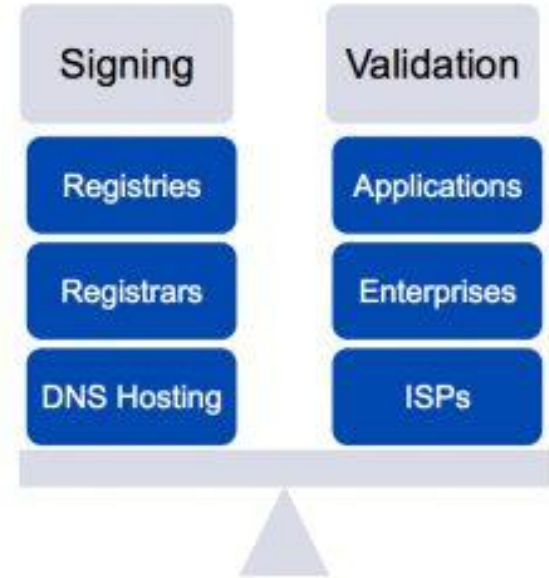 Signing
Registries
Registrars
DNS Hosting
Validation
Applications
Enterprises
ISPs